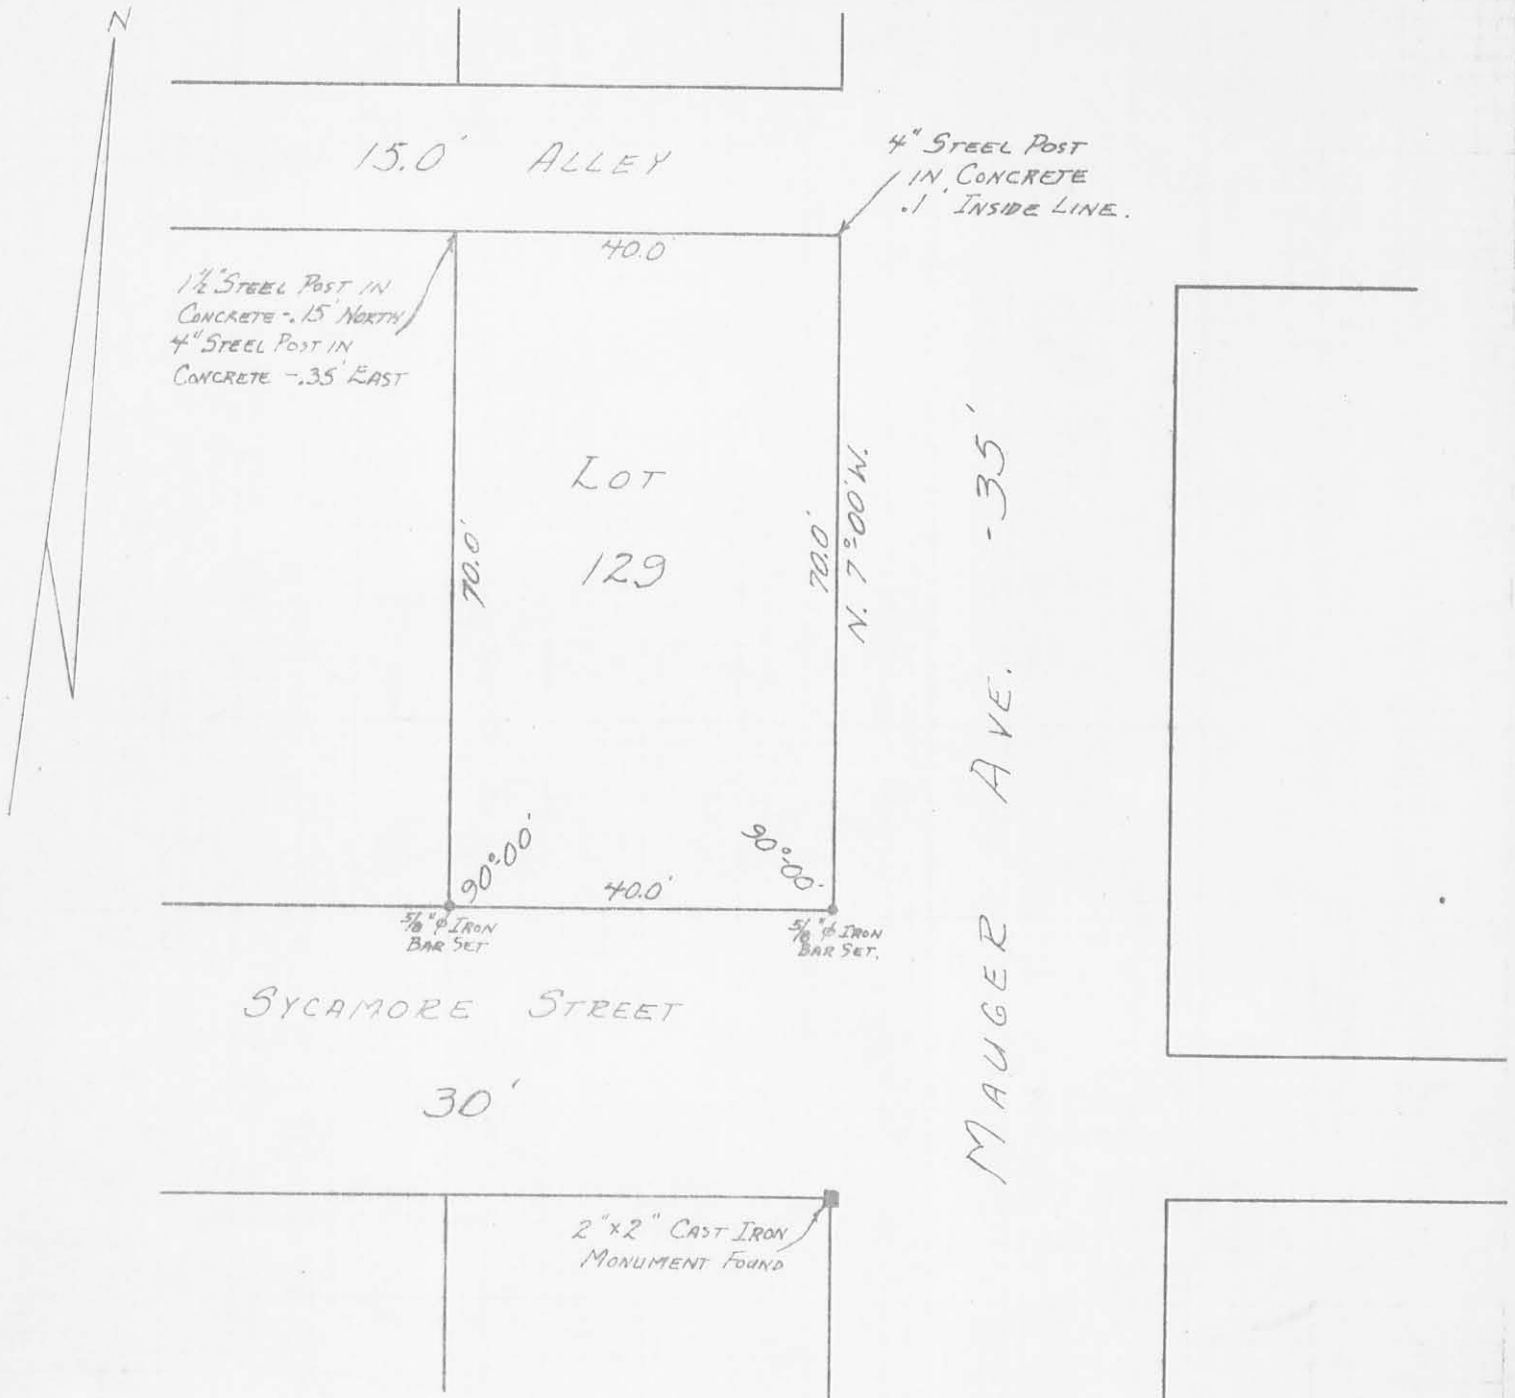 N
15.0' ALLEY
4" STEEL POST
IN CONCRETE
.1' INSIDE LINE.
40.0'
1½" STEEL POST IN
CONCRETE -.15' NORTH
4" STEEL POST IN
CONCRETE -.35' EAST
LOT
129
70.0'
70.0'
N. 7°-00' W.
MAUGER AVE. -35'
90°-00'
90°-00'
40.0'
5/8" ø IRON
BAR SET
5/8" ø IRON
BAR SET.
SYCAMORE STREET
30'
2" x 2" CAST IRON
MONUMENT FOUND